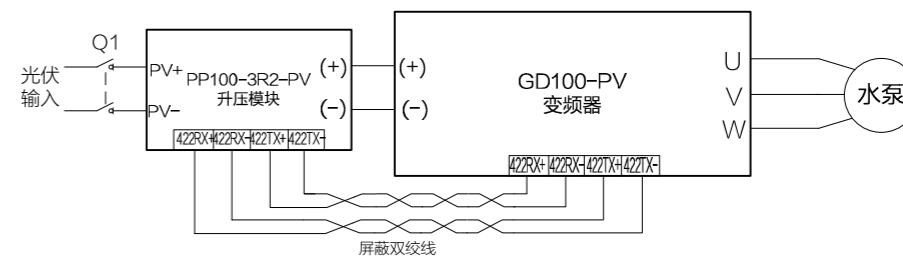 Q1
光伏
输入
PV+
PV-
PP100-3R2-PV
升压模块
(+)
(-)
422RX+ 422RX- 422TX+ 422TX-
(+)
(-)
GD100-PV
变频器
U
V
W
422RX+ 422RX- 422TX+ 422TX-
水泵
屏蔽双绞线